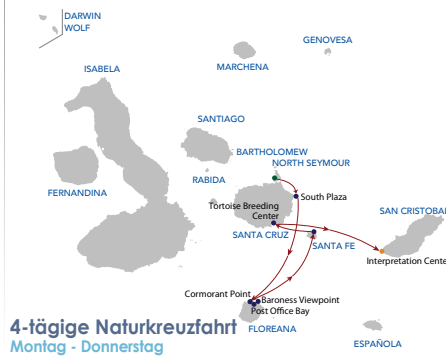 DARWIN
WOLF
GENOVESA
ISABELA
MARCHENA
SANTIAGO
BARTHOLOMEW
NORTH SEYMOUR
RABIDA
FERNANDINA
South Plaza
Tortoise Breeding
Center
SAN CRISTOBAL
SANTA CRUZ
SANTA FE
Interpretation Cente
Cormorant Point
Baroness Viewpoint
Post Office Bay
FLOREANA
ESPAÑOLA
4-tägige Naturkreuzfahrt
Montag - Donnerstag